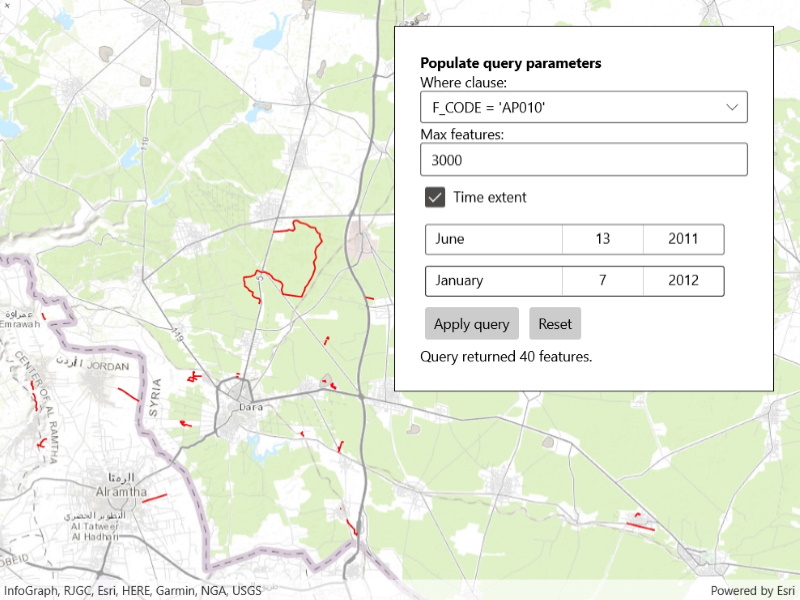 Populate query parameters
Where clause:
F_CODE = 'AP010'
Max features:
3000
Time extent
June 13 2011
January 7 2012
Apply query Reset
Query returned 40 features.
119
119
5
عمراوة
Emrawah
الأردن JORDAN
SYRIA
CENTER OF AL RAMTHA
Dara
الرمثا
Alramtha
التطوير الحضري
Al Tatweer
Al Hadhari
OBEID
InfoGraph, RJGC, Esri, HERE, Garmin, NGA, USGS
Powered by Esri